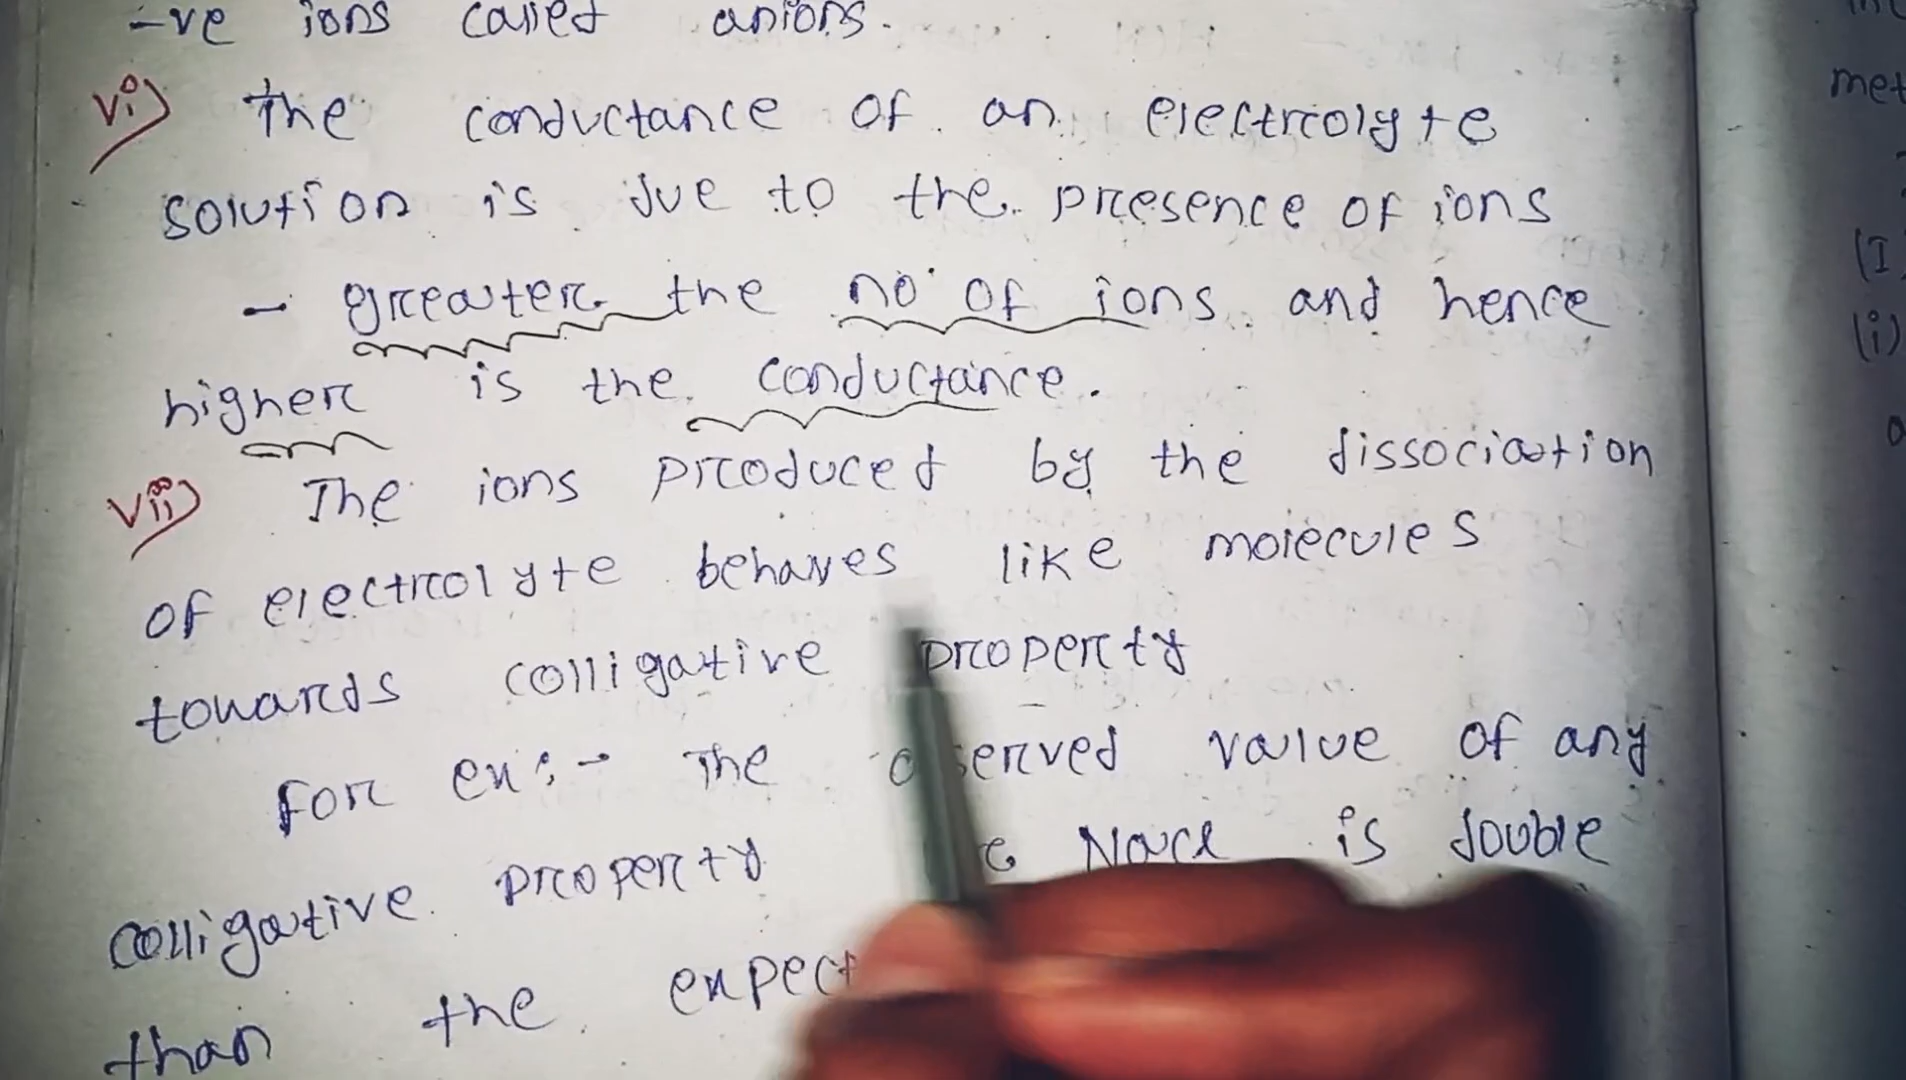 -ve ions called anions.
vi) The conductance of an electrolyte
solution is due to the presence of ions
- greater the no. of ions and hence
higher is the conductance.
vii) The ions produced by the dissociation
of electrolyte behaves like molecules
towards colligative property
For ex:- The observed value of any
colligative property NaCl is double
than the
met
(I)
(i)